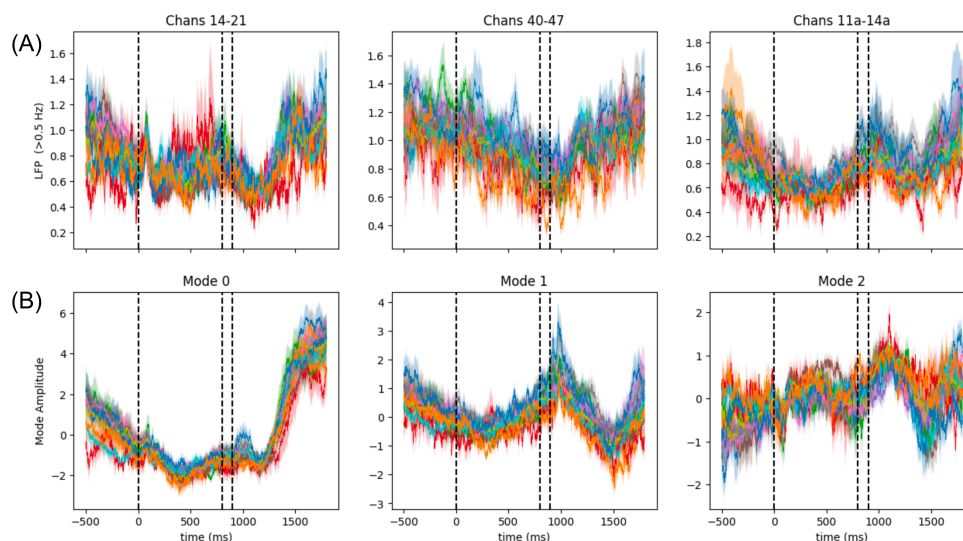 (A)
Chans 14-21
Chans 40-47
Chans 11a-14a
LFP (>0.5 Hz)
1.6
1.4
1.2
1.0
0.8
0.6
0.4
0.2
1.6
1.4
1.2
1.0
0.8
0.6
0.4
1.8
1.6
1.4
1.2
1.0
0.8
0.6
0.4
0.2
(B)
Mode 0
Mode 1
Mode 2
Mode Amplitude
6
4
2
0
−2
4
3
2
1
0
−1
−2
−3
2
1
0
−1
−2
−500 0 500 1000 1500
−500 0 500 1000 1500
−500 0 500 1000 1500
time (ms)
time (ms)
time (ms)